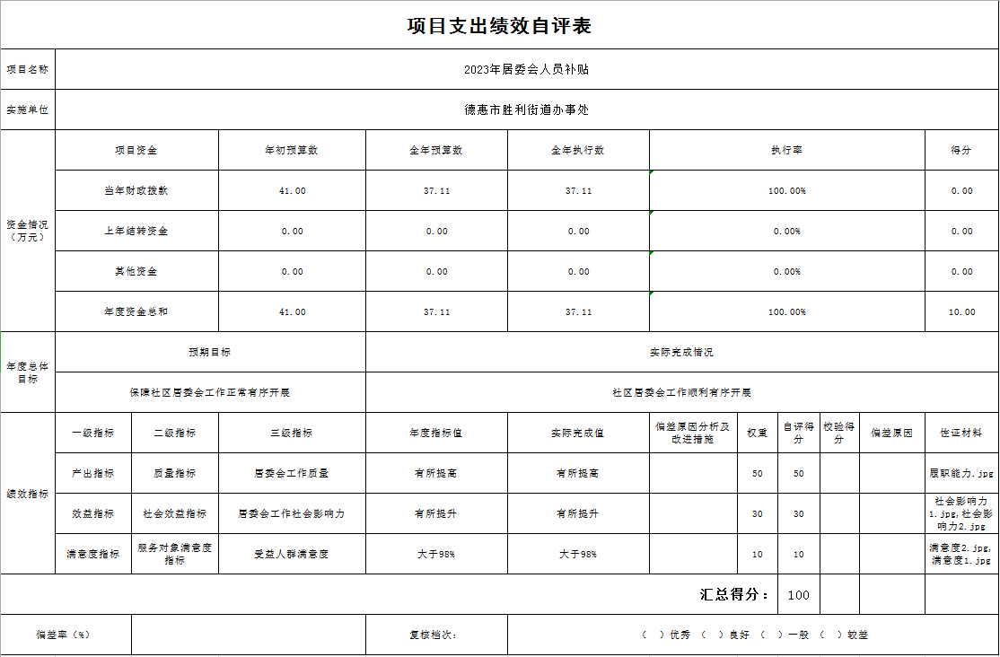 项目支出绩效自评表
项目名称 2023年居委会人员补贴
实施单位 德惠市胜利街道办事处
资金情况
（万元）
项目资金 年初预算数 全年预算数 全年执行数 执行率 得分
当年财政拨款 41.00 37.11 37.11 100.00% 0.00
上年结转资金 0.00 0.00 0.00 0.00% 0.00
其他资金 0.00 0.00 0.00 0.00% 0.00
年度资金总和 41.00 37.11 37.11 100.00% 10.00
年度总体
目标
预期目标 实际完成情况
保障社区居委会工作正常有序开展 社区居委会工作顺利有序开展
绩效指标
一级指标 二级指标 三级指标 年度指标值 实际完成值 偏差原因分析及
改进措施
权重 自评得
分
校验得
分
偏差原因 佐证材料
产出指标 质量指标 居委会工作质量 有所提高 有所提高 50 50 履职能力.jpg
效益指标 社会效益指标 居委会工作社会影响力 有所提升 有所提升 30 30 社会影响力
1.jpg,社会影
响力2.jpg
满意度指标 服务对象满意度
指标
受益人群满意度 大于98% 大于98% 10 10 满意度2.jpg,
满意度1.jpg
汇总得分： 100
偏差率（%） 复核档次： （ ）优秀 （ ）良好 （ ）一般 （ ）较差